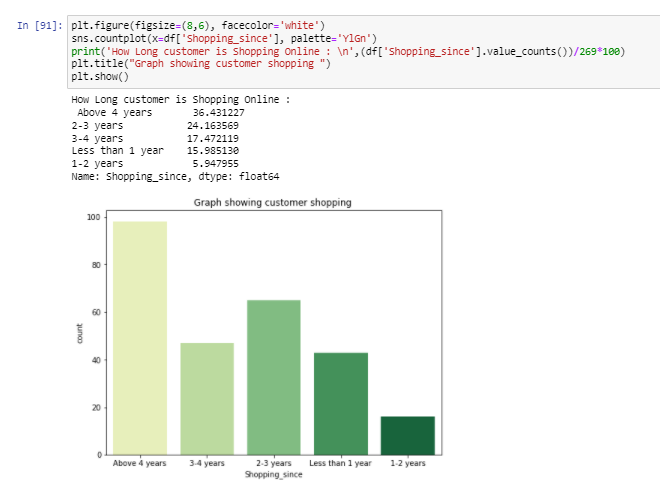 In [91]: plt.figure(figsize=(8,6), facecolor='white')
sns.countplot(x=df['Shopping_since'], palette='YlGn')
print('How Long customer is Shopping Online : \n',(df['Shopping_since'].value_counts())/269*100)
plt.title("Graph showing customer shopping ")
plt.show()
How Long customer is Shopping Online :
Above 4 years 36.431227
2-3 years 24.163569
3-4 years 17.472119
Less than 1 year 15.985130
1-2 years 5.947955
Name: Shopping_since, dtype: float64
Graph showing customer shopping
100
80
60
40
20
0
count
Above 4 years 3-4 years 2-3 years Less than 1 year 1-2 years
Shopping_since